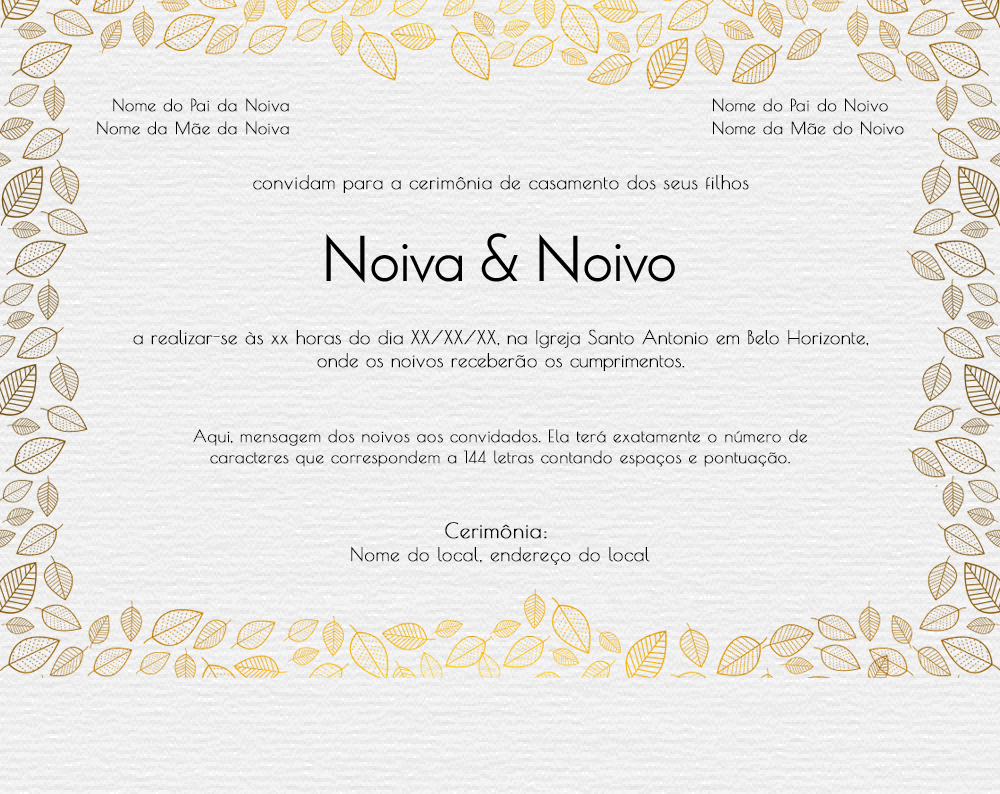 Nome do Pai da Noiva
Nome da Mãe da Noiva
Nome do Pai do Noivo
Nome da Mãe do Noivo
convidam para a cerimônia de casamento dos seus filhos
Noiva & Noivo
a realizar-se às xx horas do dia XX/XX/XX, na Igreja Santo Antonio em Belo Horizonte,
onde os noivos receberão os cumprimentos.
Aqui, mensagem dos noivos aos convidados. Ela terá exatamente o número de
caracteres que correspondem a 144 letras contando espaços e pontuação.
Cerimônia:
Nome do local, endereço do local